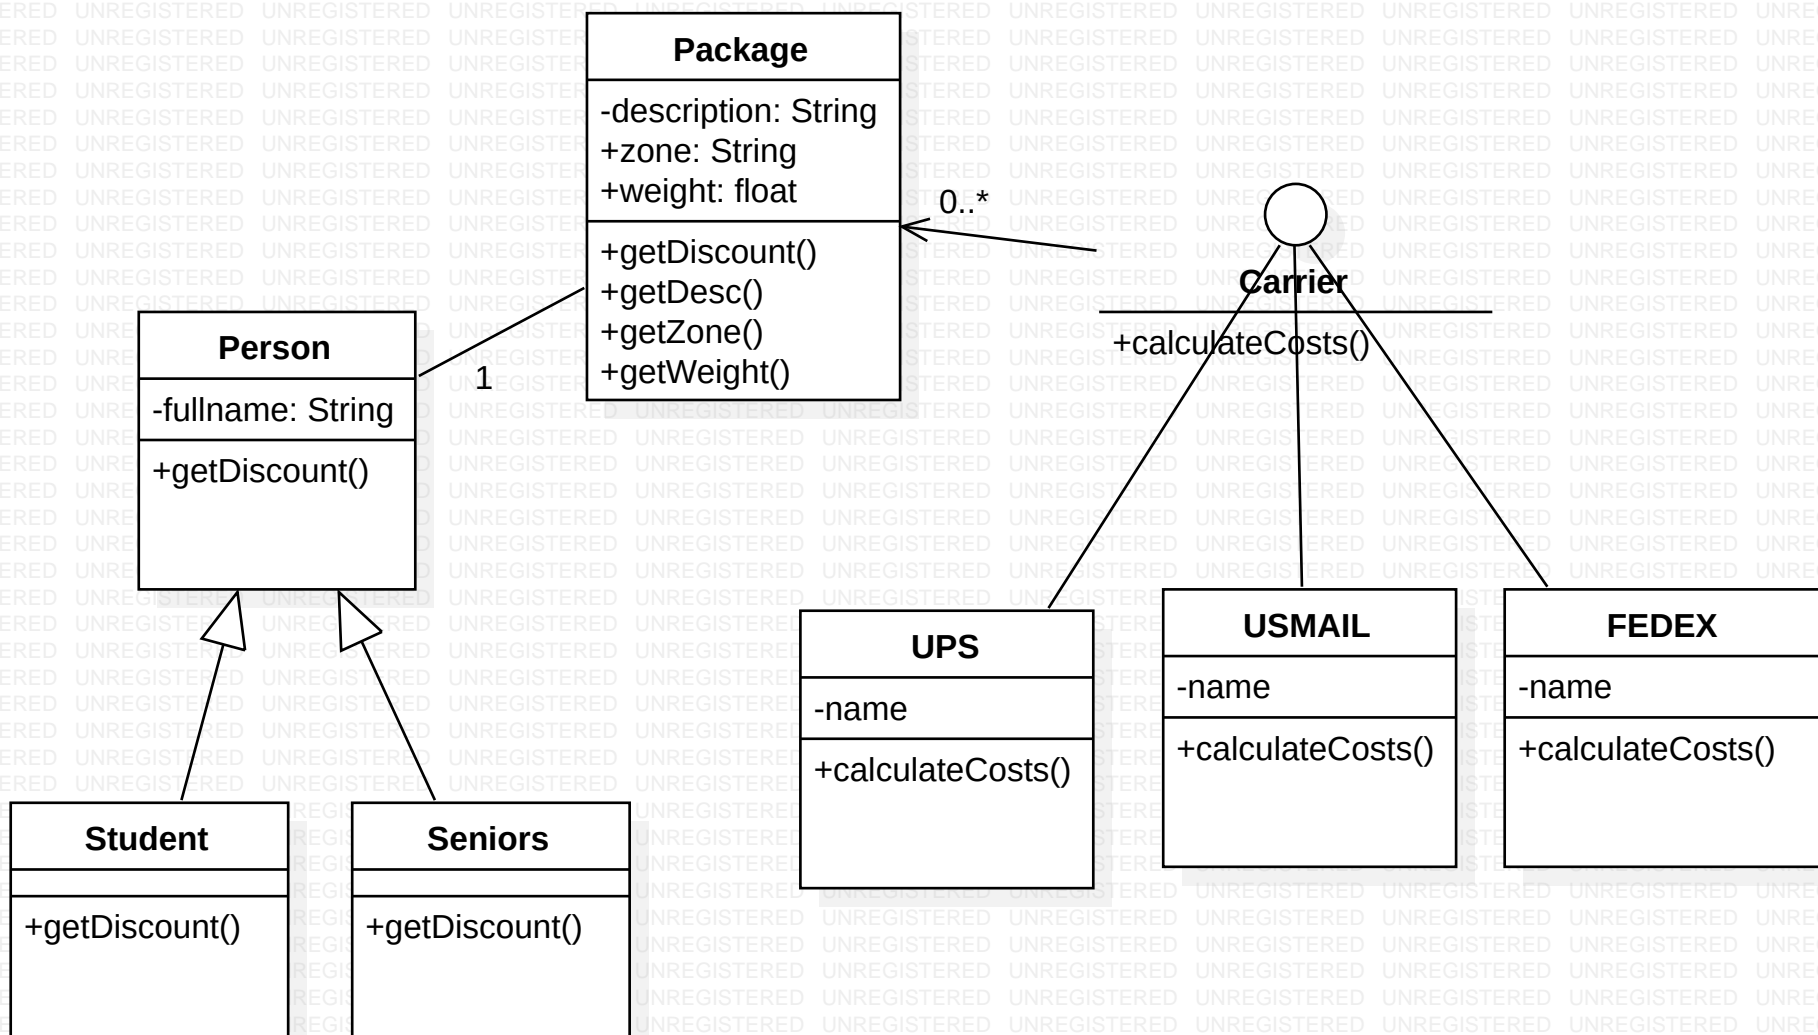 Package
-description: String
+zone: String
+weight: float
+getDiscount()
+getDesc()
+getZone()
+getWeight()
0..*
Carrier
+calculateCosts()
Person
-fullname: String
+getDiscount()
1
UPS
-name
+calculateCosts()
USMAIL
-name
+calculateCosts()
FEDEX
-name
+calculateCosts()
Student
+getDiscount()
Seniors
+getDiscount()
UNREGISTERED